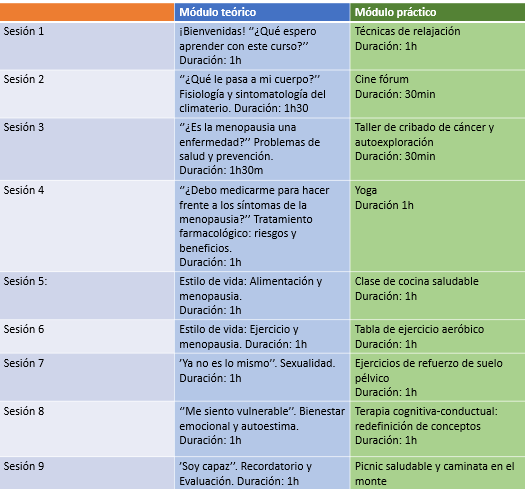 Módulo teórico
Módulo práctico
Sesión 1
¡Bienvenidas! “¿Qué espero
aprender con este curso?”
Duración: 1h
Técnicas de relajación
Duración: 1h
Sesión 2
“¿Qué le pasa a mi cuerpo?”
Fisiología y sintomatología del
climaterio. Duración: 1h30
Cine fórum
Duración: 30min
Sesión 3
“¿Es la menopausia una
enfermedad?” Problemas de
salud y prevención.
Duración: 1h30m
Taller de cribado de cáncer y
autoexploración
Duración: 30min
Sesión 4
“¿Debo medicarme para hacer
frente a los síntomas de la
menopausia?” Tratamiento
farmacológico: riesgos y
beneficios.
Duración: 1h
Yoga
Duración 1h
Sesión 5:
Estilo de vida: Alimentación y
menopausia.
Duración: 1h
Clase de cocina saludable
Duración: 1h
Sesión 6
Estilo de vida: Ejercicio y
menopausia. Duración: 1h
Tabla de ejercicio aeróbico
Duración: 1h
Sesión 7
‘Ya no es lo mismo”. Sexualidad.
Duración: 1h
Ejercicios de refuerzo de suelo
pélvico
Duración: 1h
Sesión 8
“Me siento vulnerable”. Bienestar
emocional y autoestima.
Duración: 1h
Terapia cognitiva-conductual:
redefinición de conceptos
Duración: 1h
Sesión 9
‘Soy capaz”. Recordatorio y
Evaluación. Duración: 1h
Picnic saludable y caminata en el
monte